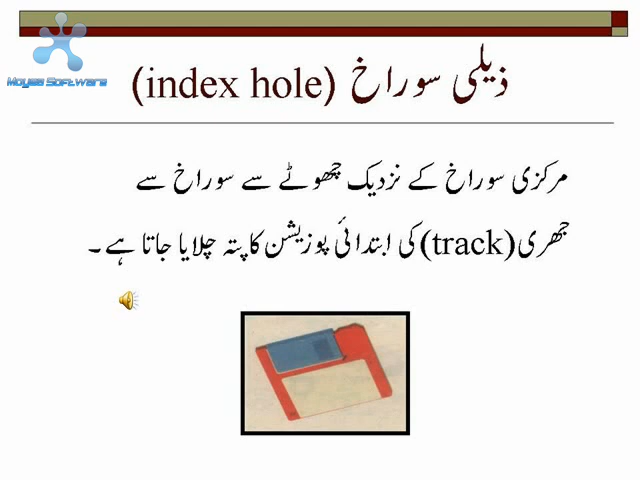 Moyea Software
ذیلی سوراخ (index hole)
مرکزی سوراخ کے نزدیک چھوٹے سے سوراخ سے
جھری(track)کی ابتدائی پوزیشن کا پتہ چلایا جاتا ہے۔